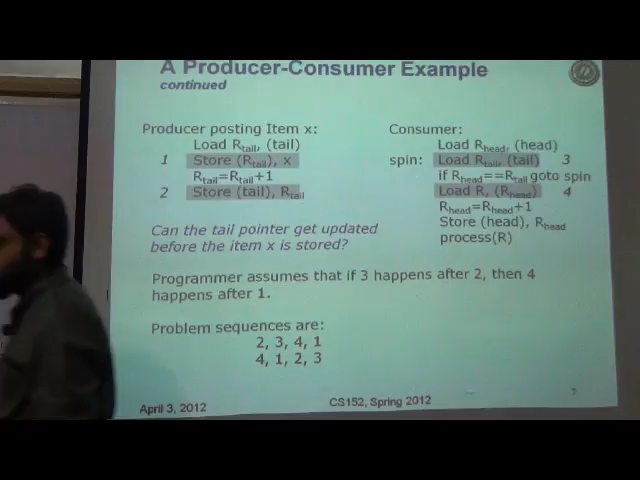 A Producer-Consumer Example
continued
Producer posting Item x:
Load Rtail, (tail)
1 Store (Rtail), x
Rtail=Rtail+1
2 Store (tail), Rtail
Consumer:
Load Rhead, (head)
spin: Load Rtail, (tail) 3
if Rhead==Rtail goto spin
Load R, (Rhead) 4
Rhead=Rhead+1
Store (head), Rhead
process(R)
Can the tail pointer get updated
before the item x is stored?
Programmer assumes that if 3 happens after 2, then 4
happens after 1.
Problem sequences are:
2, 3, 4, 1
4, 1, 2, 3
April 3, 2012
CS152, Spring 2012
7